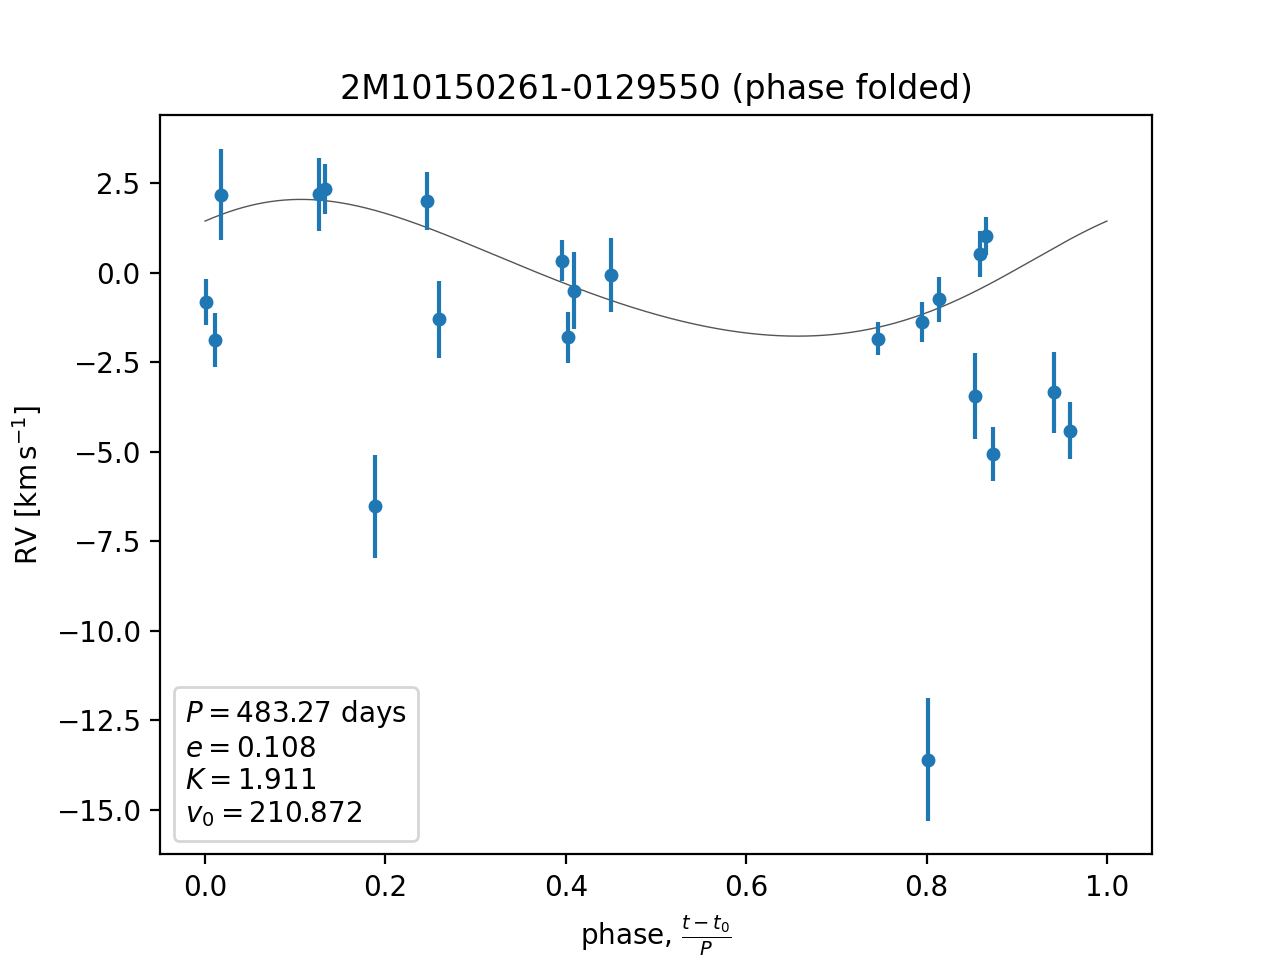 2M10150261-0129550 (phase folded)
RV [km s⁻¹]
2.5
0.0
−2.5
−5.0
−7.5
−10.0
−12.5
−15.0
P = 483.27 days
e = 0.108
K = 1.911
v₀ = 210.872
0.0 0.2 0.4 0.6 0.8 1.0
phase, (t − t₀)/P